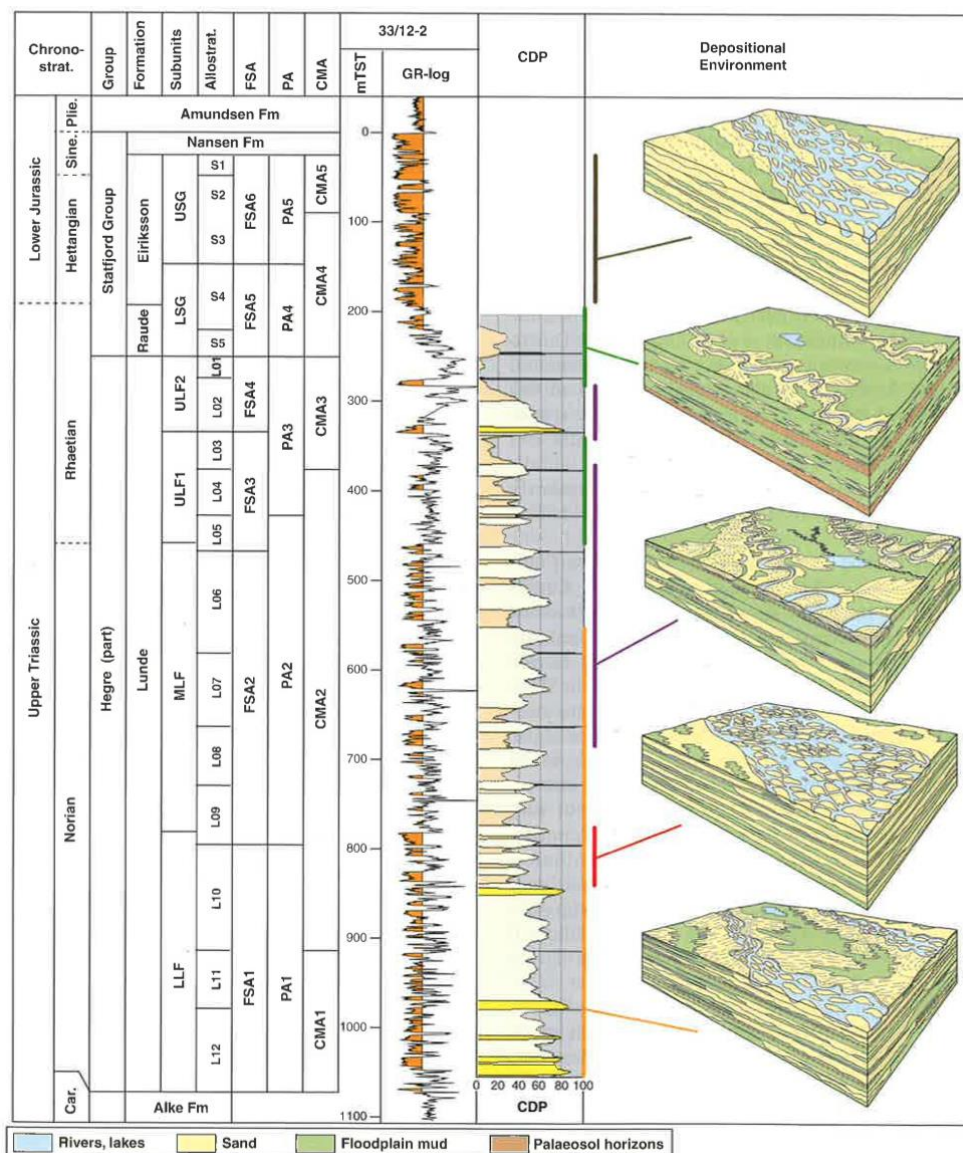 Chrono-
strat.
Group
Formation
Subunits
Allostrat.
FSA
PA
CMA
33/12-2
mTST
GR-log
CDP
Depositional
Environment
Lower Jurassic
Upper Triassic
Plie.
Sine.
Hettangian
Rhaetian
Norian
Car.
Amundsen Fm
Nansen Fm
Statfjord Group
Hegre (part)
Eiriksson
Raude
Lunde
Alke Fm
USG
LSG
ULF2
ULF1
MLF
LLF
S1
S2
S3
S4
S5
L01
L02
L03
L04
L05
L06
L07
L08
L09
L10
L11
L12
FSA6
FSA5
FSA4
FSA3
FSA2
FSA1
PA5
PA4
PA3
PA2
PA1
CMA5
CMA4
CMA3
CMA2
CMA1
0
100
200
300
400
500
600
700
800
900
1000
1100
0 20 40 60 80 100
CDP
Rivers, lakes
Sand
Floodplain mud
Palaeosol horizons